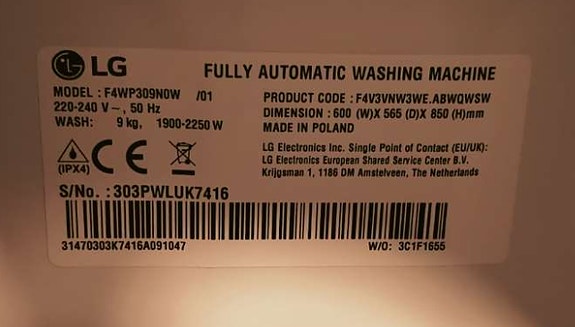 LG FULLY AUTOMATIC WASHING MACHINE
MODEL : F4WP309N0W /01
220-240 V~, 50 Hz
WASH: 9 kg, 1900-2250 W
PRODUCT CODE : F4V3VNW3WE.ABWQWSW
DIMENSION : 600 (W)X 565 (D)X 850 (H)mm
MADE IN POLAND
LG Electronics Inc. Single Point of Contact (EU/UK):
LG Electronics European Shared Service Center B.V.
Krijgsman 1, 1186 DM Amstelveen, The Netherlands
(IPX4) CE
S/No. : 303PWLUK7416
31470303K7416A091047 W/O: 3C1F1655